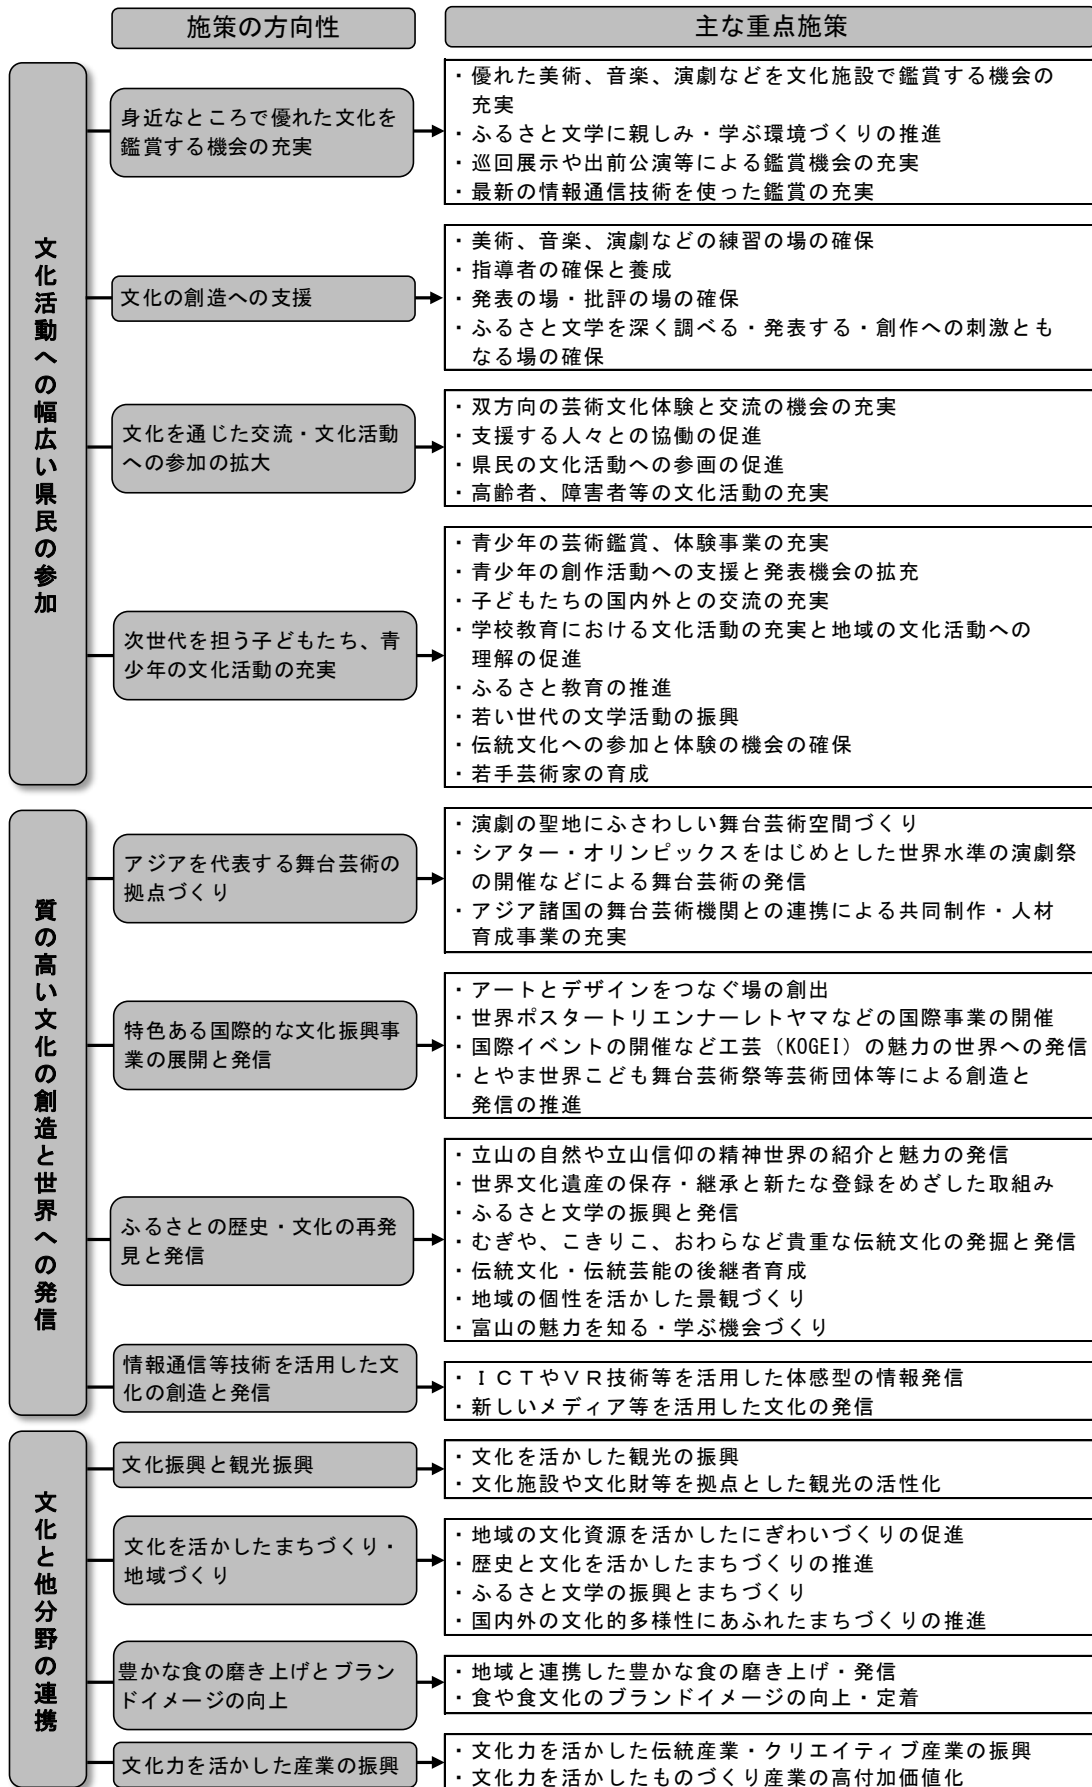 施策の方向性
主な重点施策
文化活動への幅広い県民の参加
身近なところで優れた文化を
鑑賞する機会の充実
・優れた美術、音楽、演劇などを文化施設で鑑賞する機会の
充実
・ふるさと文学に親しみ・学ぶ環境づくりの推進
・巡回展示や出前公演等による鑑賞機会の充実
・最新の情報通信技術を使った鑑賞の充実
文化の創造への支援
・美術、音楽、演劇などの練習の場の確保
・指導者の確保と養成
・発表の場・批評の場の確保
・ふるさと文学を深く調べる・発表する・創作への刺激とも
なる場の確保
文化を通じた交流・文化活動
への参加の拡大
・双方向の芸術文化体験と交流の機会の充実
・支援する人々との協働の促進
・県民の文化活動への参画の促進
・高齢者、障害者等の文化活動の充実
次世代を担う子どもたち、青
少年の文化活動の充実
・青少年の芸術鑑賞、体験事業の充実
・青少年の創作活動への支援と発表機会の拡充
・子どもたちの国内外との交流の充実
・学校教育における文化活動の充実と地域の文化活動への
理解の促進
・ふるさと教育の推進
・若い世代の文学活動の振興
・伝統文化への参加と体験の機会の確保
・若手芸術家の育成
質の高い文化の創造と世界への発信
アジアを代表する舞台芸術の
拠点づくり
・演劇の聖地にふさわしい舞台芸術空間づくり
・シアター・オリンピックスをはじめとした世界水準の演劇祭
の開催などによる舞台芸術の発信
・アジア諸国の舞台芸術機関との連携による共同制作・人材
育成事業の充実
特色ある国際的な文化振興事
業の展開と発信
・アートとデザインをつなぐ場の創出
・世界ポスタートリエンナーレトヤマなどの国際事業の開催
・国際イベントの開催など工芸（KOGEI）の魅力の世界への発信
・とやま世界こども舞台芸術祭等芸術団体等による創造と
発信の推進
ふるさとの歴史・文化の再発
見と発信
・立山の自然や立山信仰の精神世界の紹介と魅力の発信
・世界文化遺産の保存・継承と新たな登録をめざした取組み
・ふるさと文学の振興と発信
・むぎや、こきりこ、おわらなど貴重な伝統文化の発掘と発信
・伝統文化・伝統芸能の後継者育成
・地域の個性を活かした景観づくり
・富山の魅力を知る・学ぶ機会づくり
情報通信等技術を活用した文
化の創造と発信
・ＩＣＴやＶＲ技術等を活用した体感型の情報発信
・新しいメディア等を活用した文化の発信
文化と他分野の連携
文化振興と観光振興
・文化を活かした観光の振興
・文化施設や文化財等を拠点とした観光の活性化
文化を活かしたまちづくり・
地域づくり
・地域の文化資源を活かしたにぎわいづくりの促進
・歴史と文化を活かしたまちづくりの推進
・ふるさと文学の振興とまちづくり
・国内外の文化的多様性にあふれたまちづくりの推進
豊かな食の磨き上げとブラン
ドイメージの向上
・地域と連携した豊かな食の磨き上げ・発信
・食や食文化のブランドイメージの向上・定着
文化力を活かした産業の振興
・文化力を活かした伝統産業・クリエイティブ産業の振興
・文化力を活かしたものづくり産業の高付加価値化